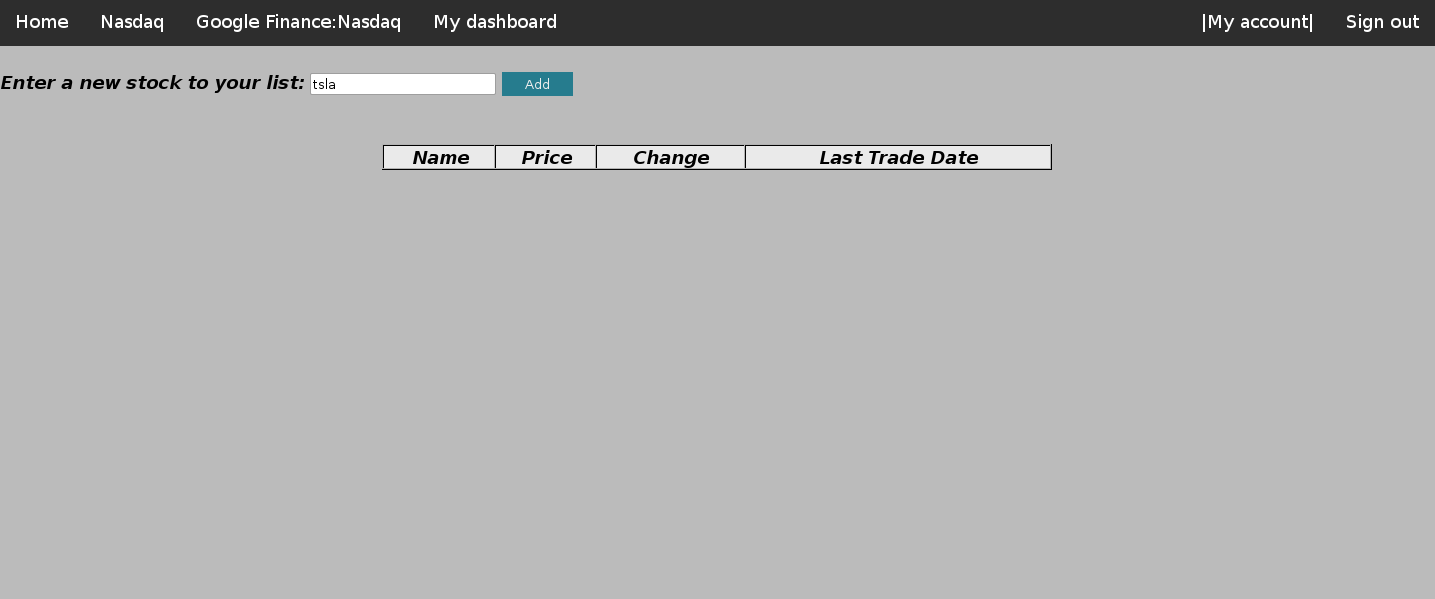 Home Nasdaq Google Finance:Nasdaq My dashboard |My account| Sign out
Enter a new stock to your list: tsla Add
Name Price Change Last Trade Date